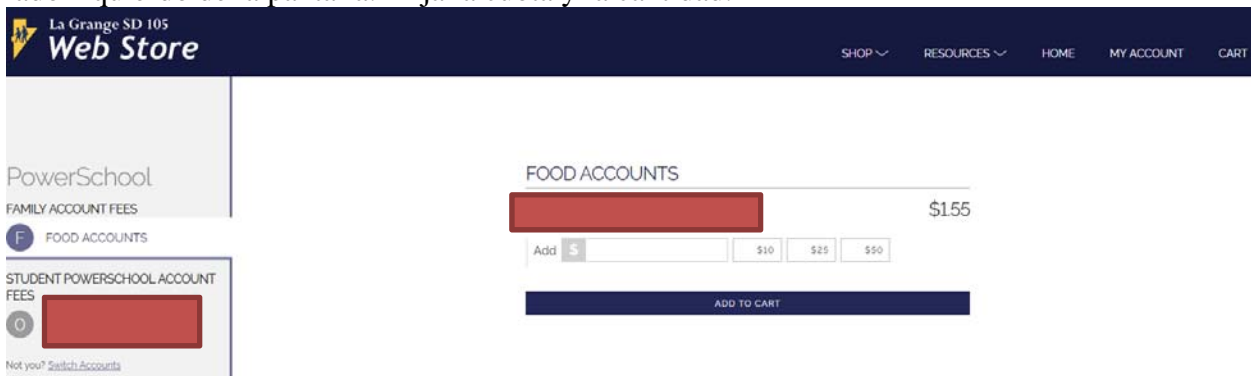 La Grange SD 105
Web Store
SHOP
RESOURCES
HOME
MY ACCOUNT
CART
PowerSchool
FAMILY ACCOUNT FEES
F FOOD ACCOUNTS
STUDENT POWERSCHOOL ACCOUNT
FEES
O
Not you? Switch Accounts
FOOD ACCOUNTS
$1.55
Add $
$10
$25
$50
ADD TO CART